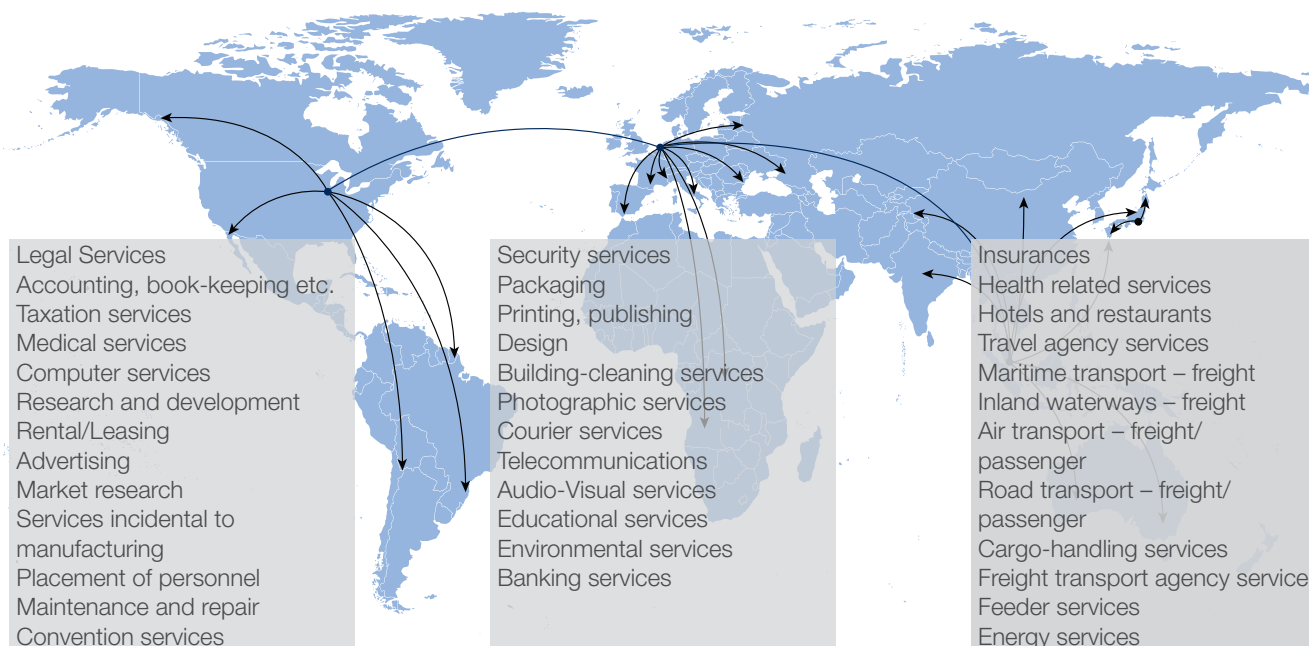 Legal Services
Accounting, book-keeping etc.
Taxation services
Medical services
Computer services
Research and development
Rental/Leasing
Advertising
Market research
Services incidental to
manufacturing
Placement of personnel
Maintenance and repair
Convention services
Security services
Packaging
Printing, publishing
Design
Building-cleaning services
Photographic services
Courier services
Telecommunications
Audio-Visual services
Educational services
Environmental services
Banking services
Insurances
Health related services
Hotels and restaurants
Travel agency services
Maritime transport – freight
Inland waterways – freight
Air transport – freight/
passenger
Road transport – freight/
passenger
Cargo-handling services
Freight transport agency service
Feeder services
Energy services